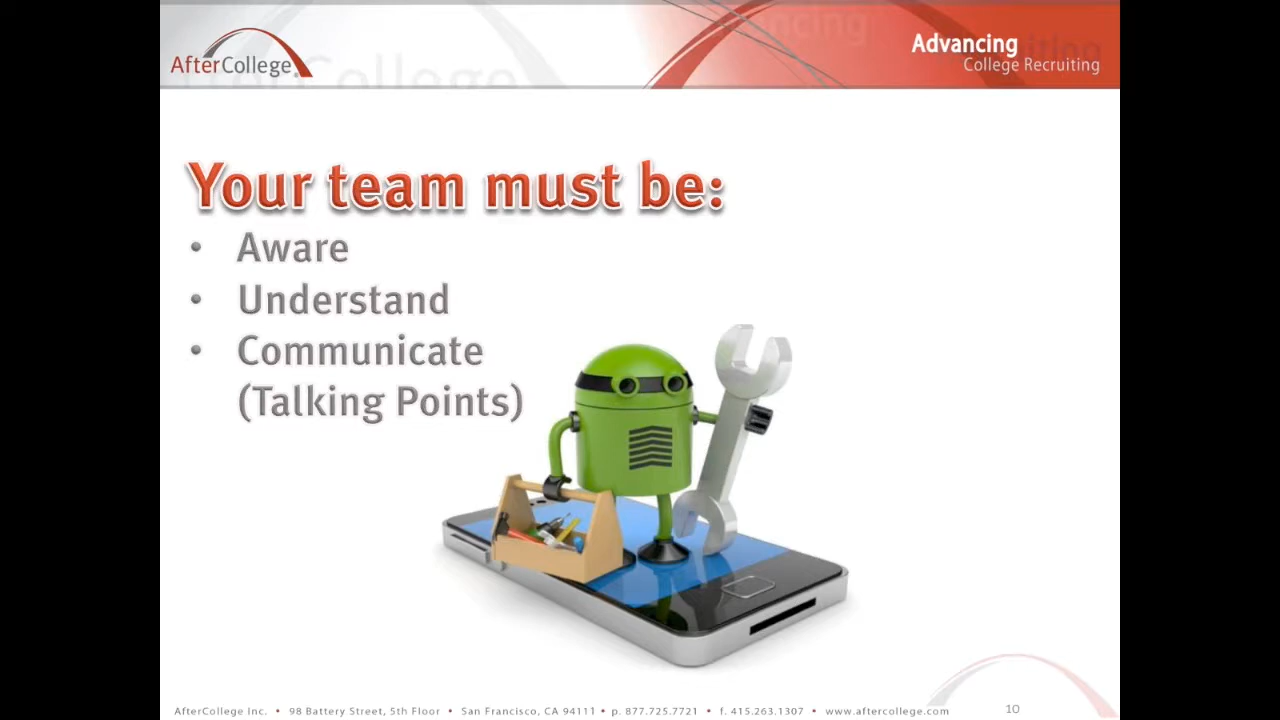 AfterCollege
Advancing
College Recruiting
Your team must be:
• Aware
• Understand
• Communicate
(Talking Points)
AfterCollege Inc. • 98 Battery Street, 5th Floor • San Francisco, CA 94111 • p. 877.725.7721 • f. 415.263.1307 • www.aftercollege.com
10